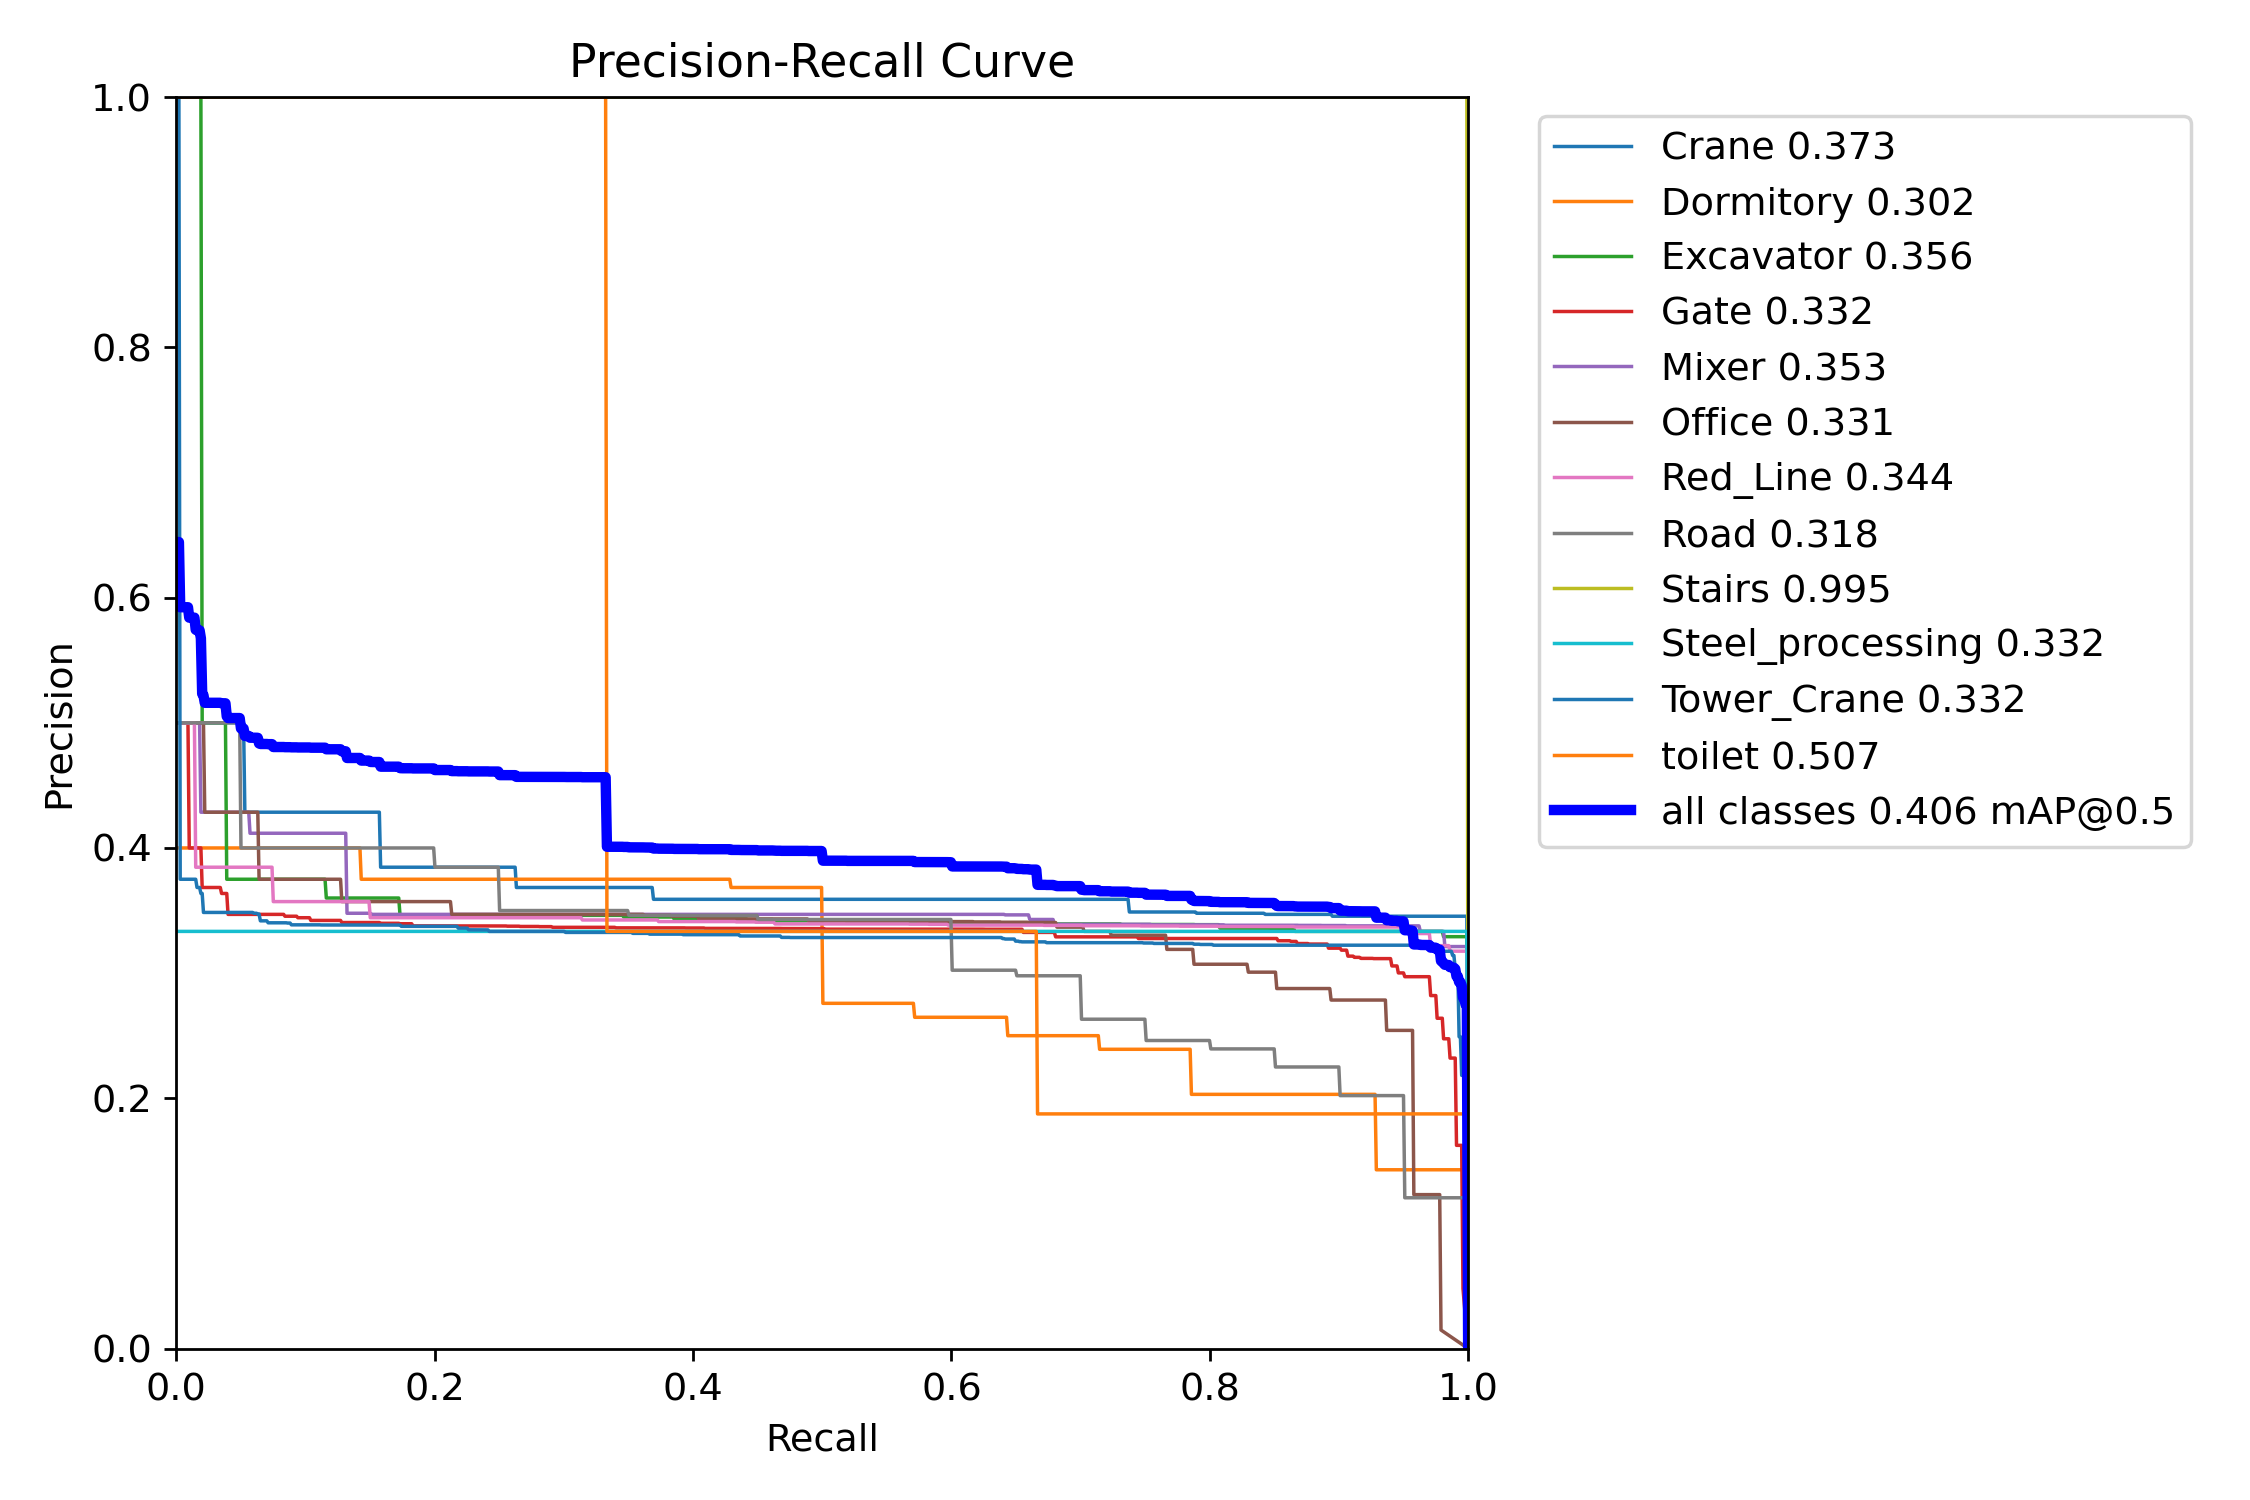 Precision-Recall Curve
1.0
0.8
0.6
0.4
0.2
0.0
Precision
0.0 0.2 0.4 0.6 0.8 1.0
Recall
Crane 0.373
Dormitory 0.302
Excavator 0.356
Gate 0.332
Mixer 0.353
Office 0.331
Red_Line 0.344
Road 0.318
Stairs 0.995
Steel_processing 0.332
Tower_Crane 0.332
toilet 0.507
all classes 0.406 mAP@0.5